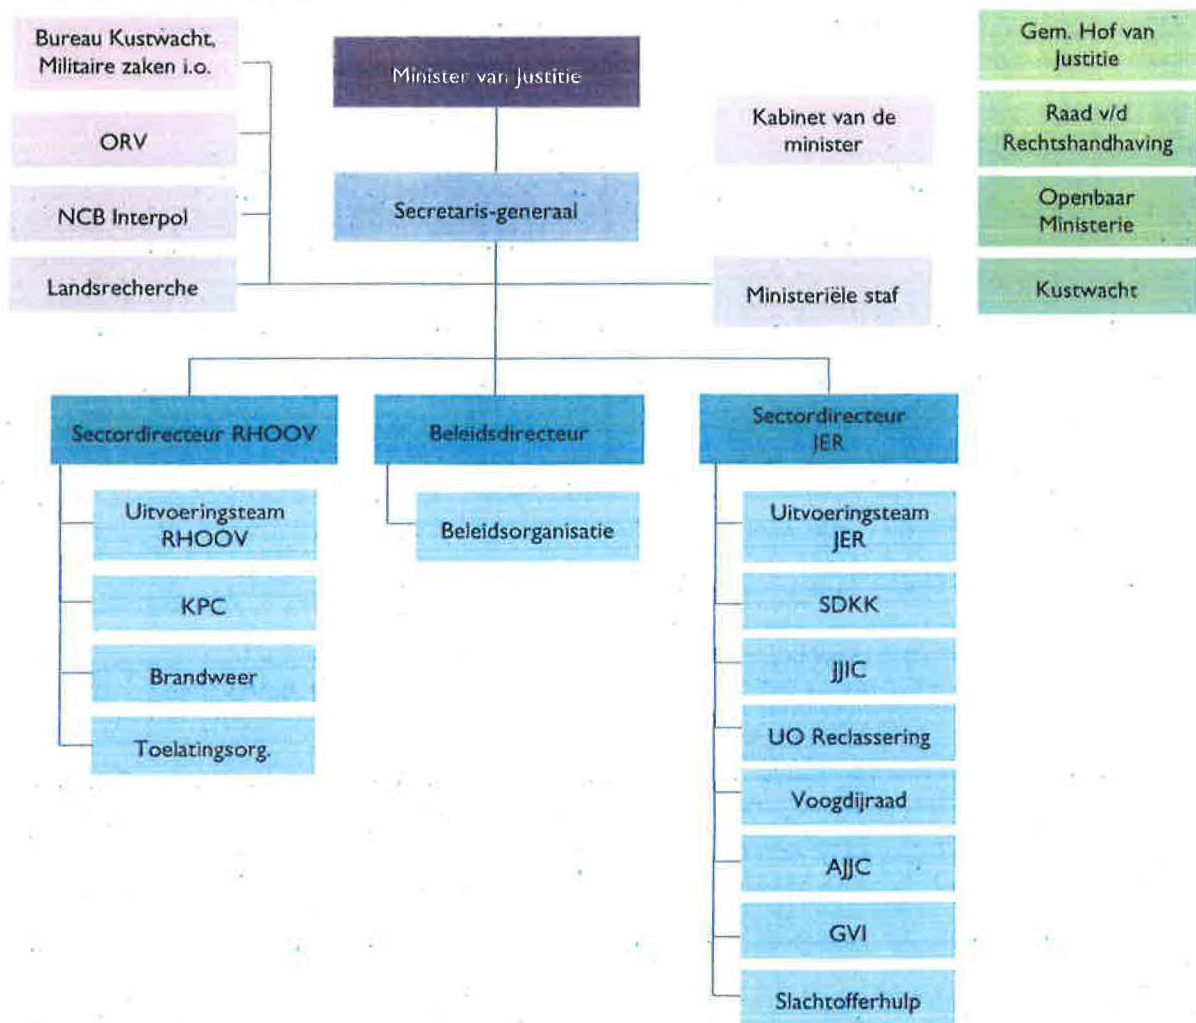 Bureau Kustwacht,
Militaire zaken i.o.
ORV
NCB Interpol
Landsrecherche
Minister van Justitie
Secretaris-generaal
Kabinet van de
minister
Ministeriële staf
Gem. Hof van
Justitie
Raad v/d
Rechtshandhaving
Openbaar
Ministerie
Kustwacht
Sectordirecteur RHOOV
Uitvoeringsteam
RHOOV
KPC
Brandweer
Toelatingsorg.
Beleidsdirecteur
Beleidsorganisatie
Sectordirecteur
JER
Uitvoeringsteam
JER
SDKK
JJIC
UO Reclassering
Voogdijraad
AJJC
GVI
Slachtofferhulp